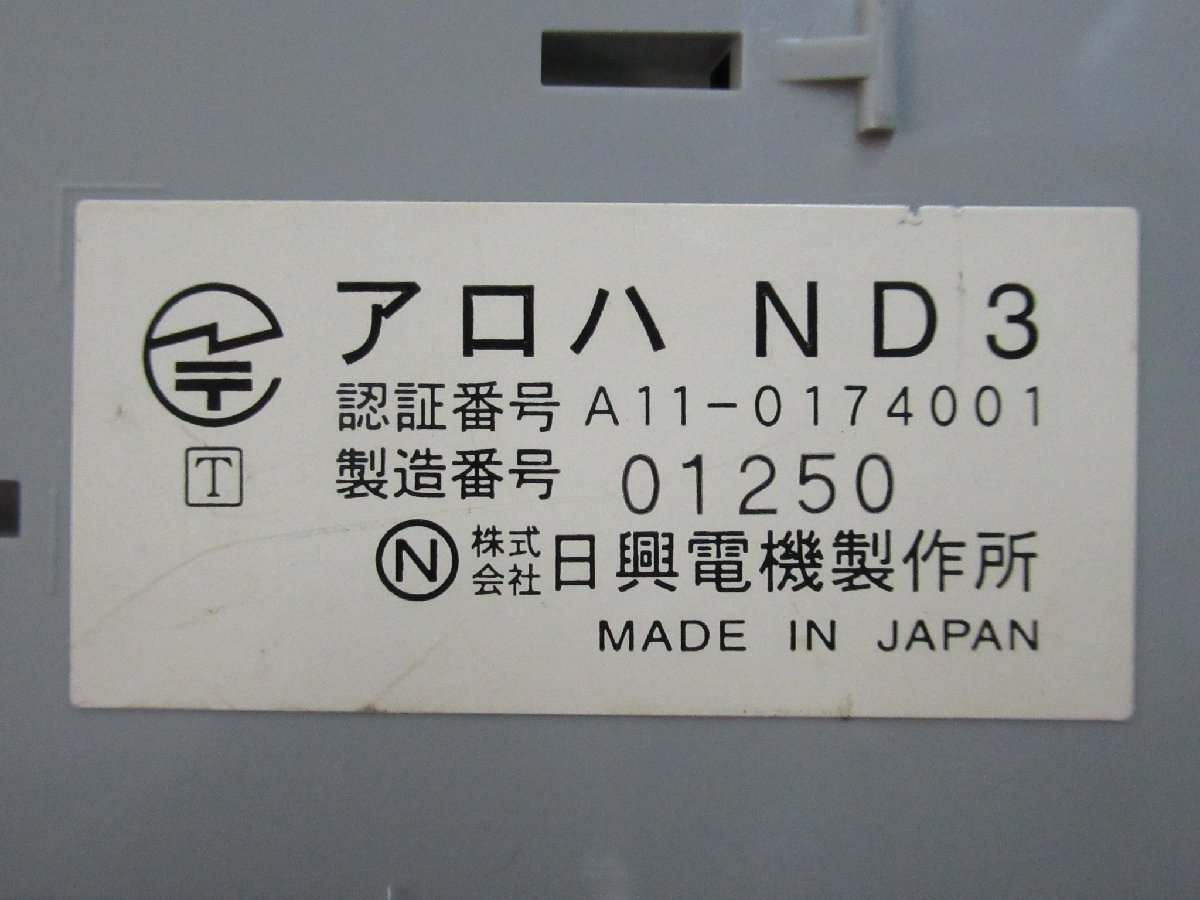 アロハ ND3
認証番号 A11-0174001
T
製造番号 01250
N 株式会社 日興電機製作所
MADE IN JAPAN